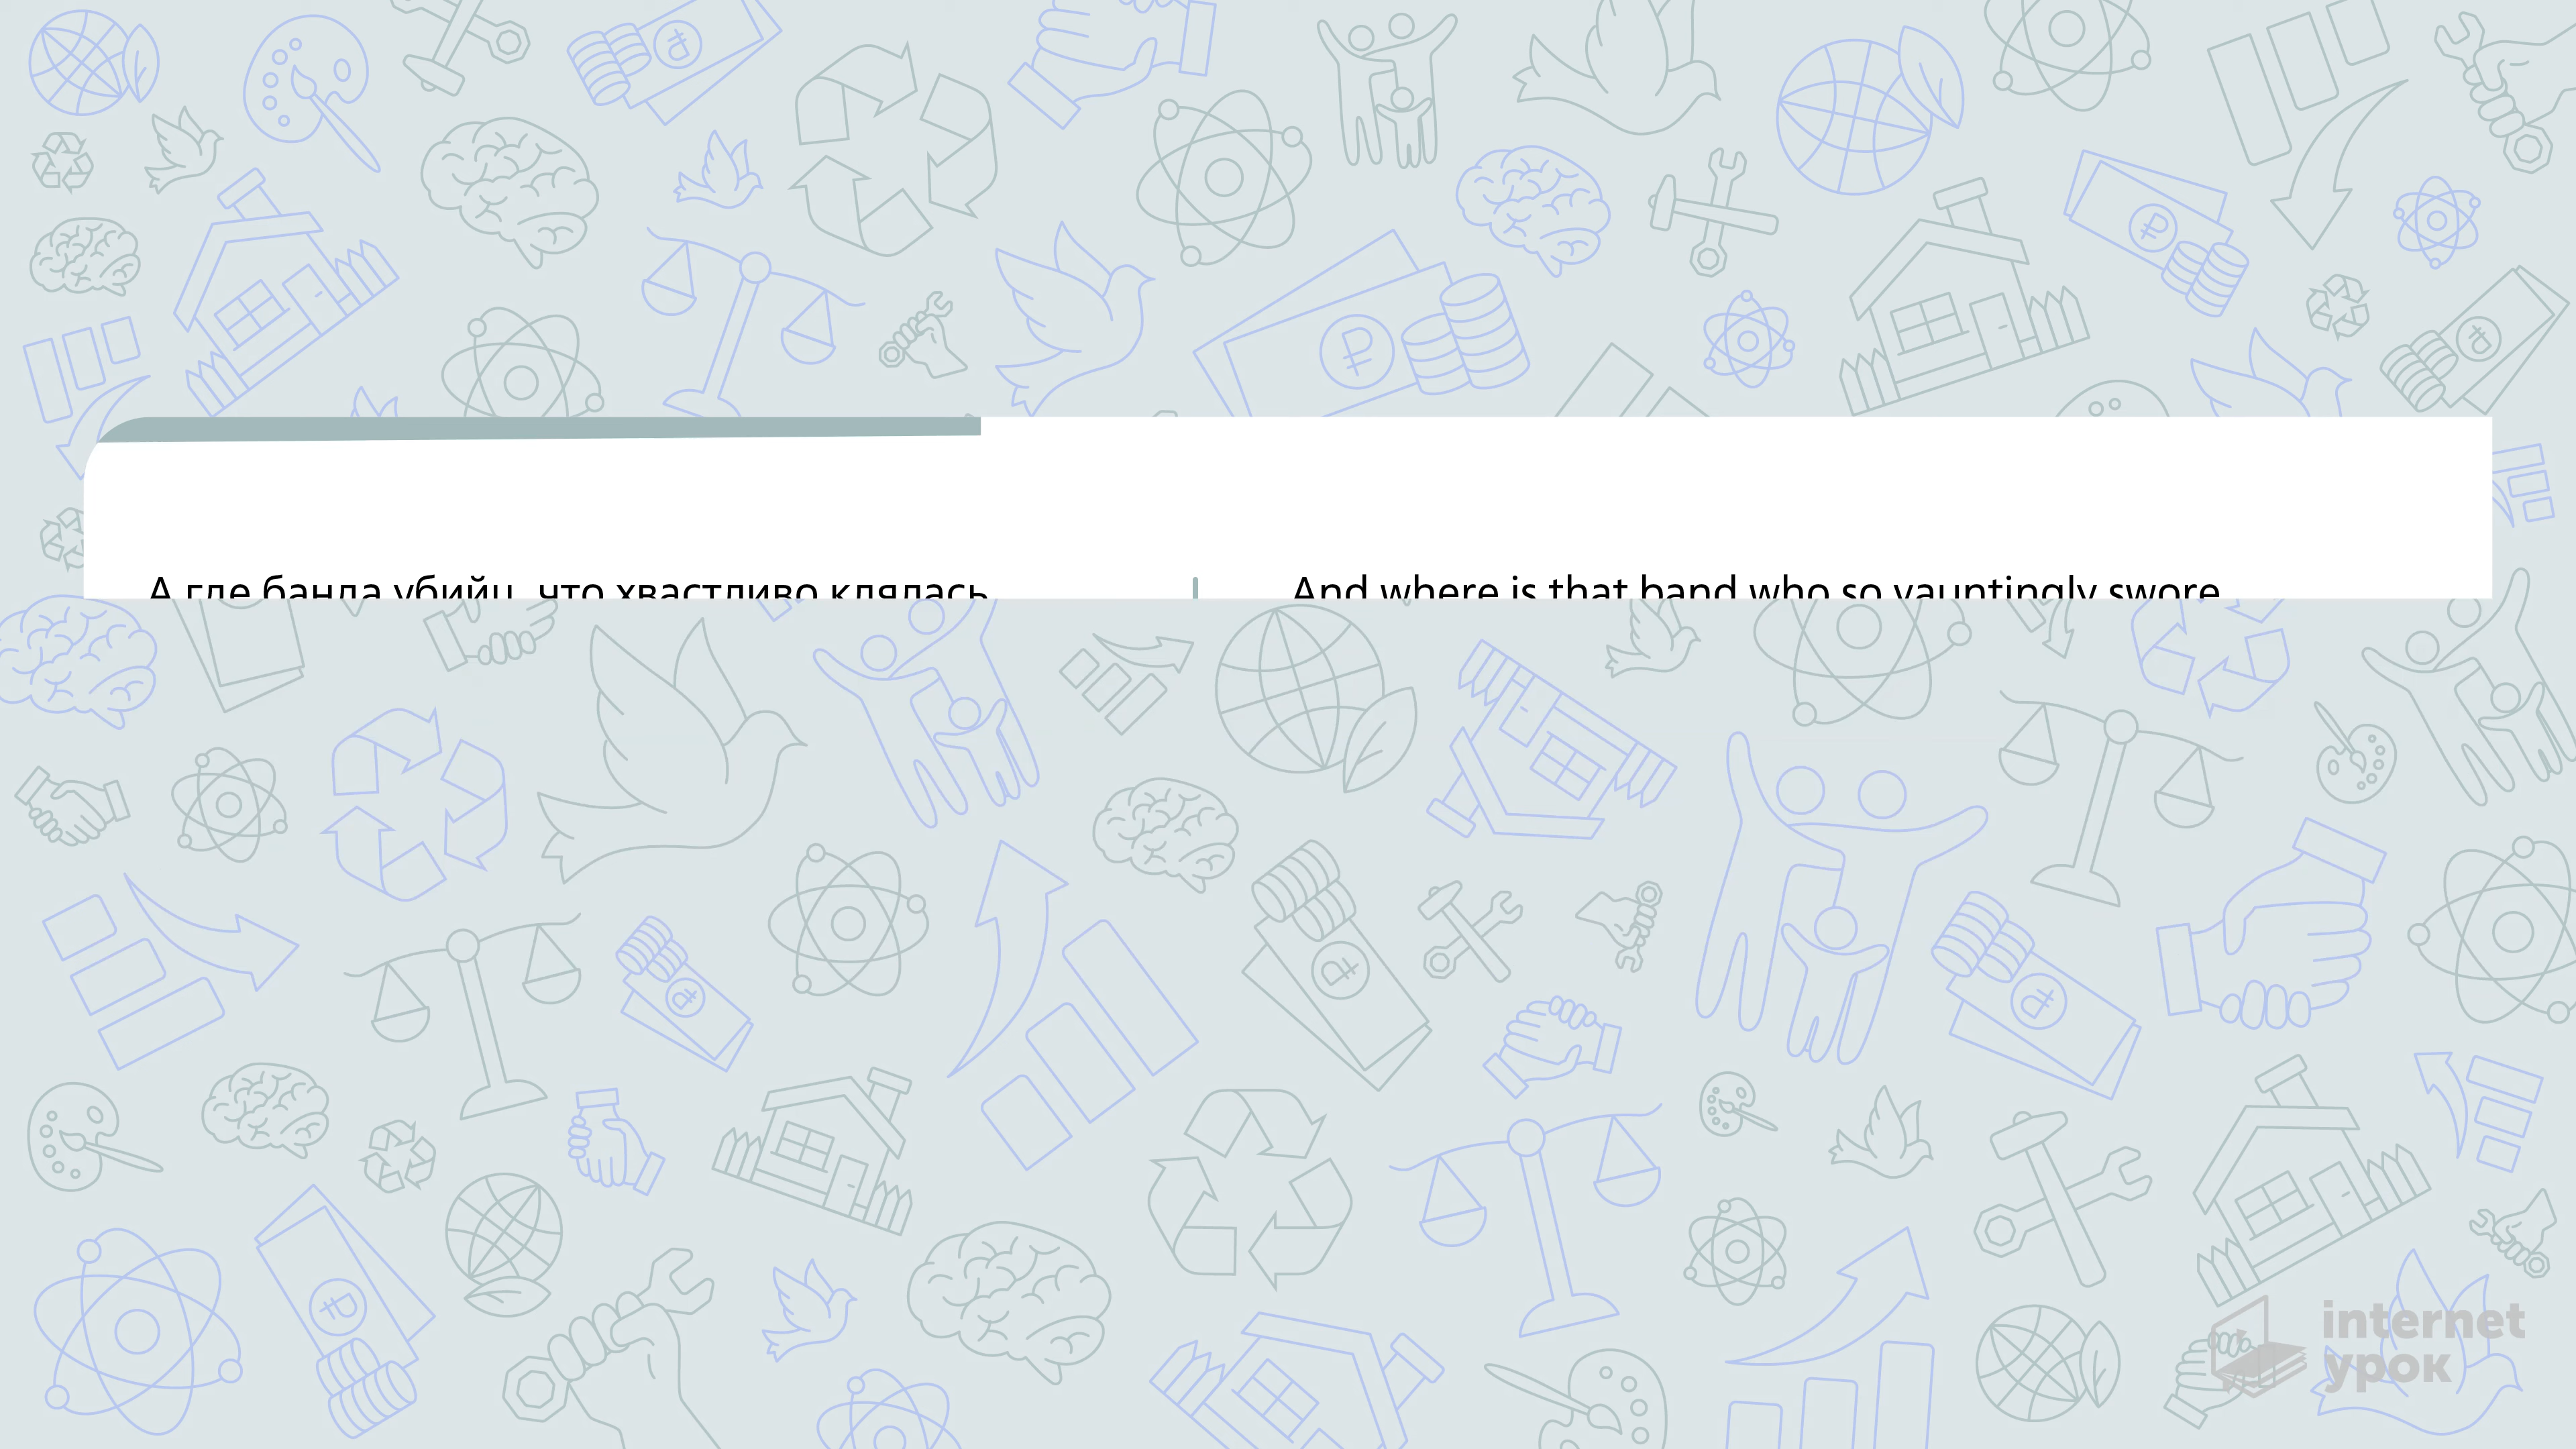 А где банда убийц, что хвастливо клялась
And where is that band who so vauntingly swore
internet
урок